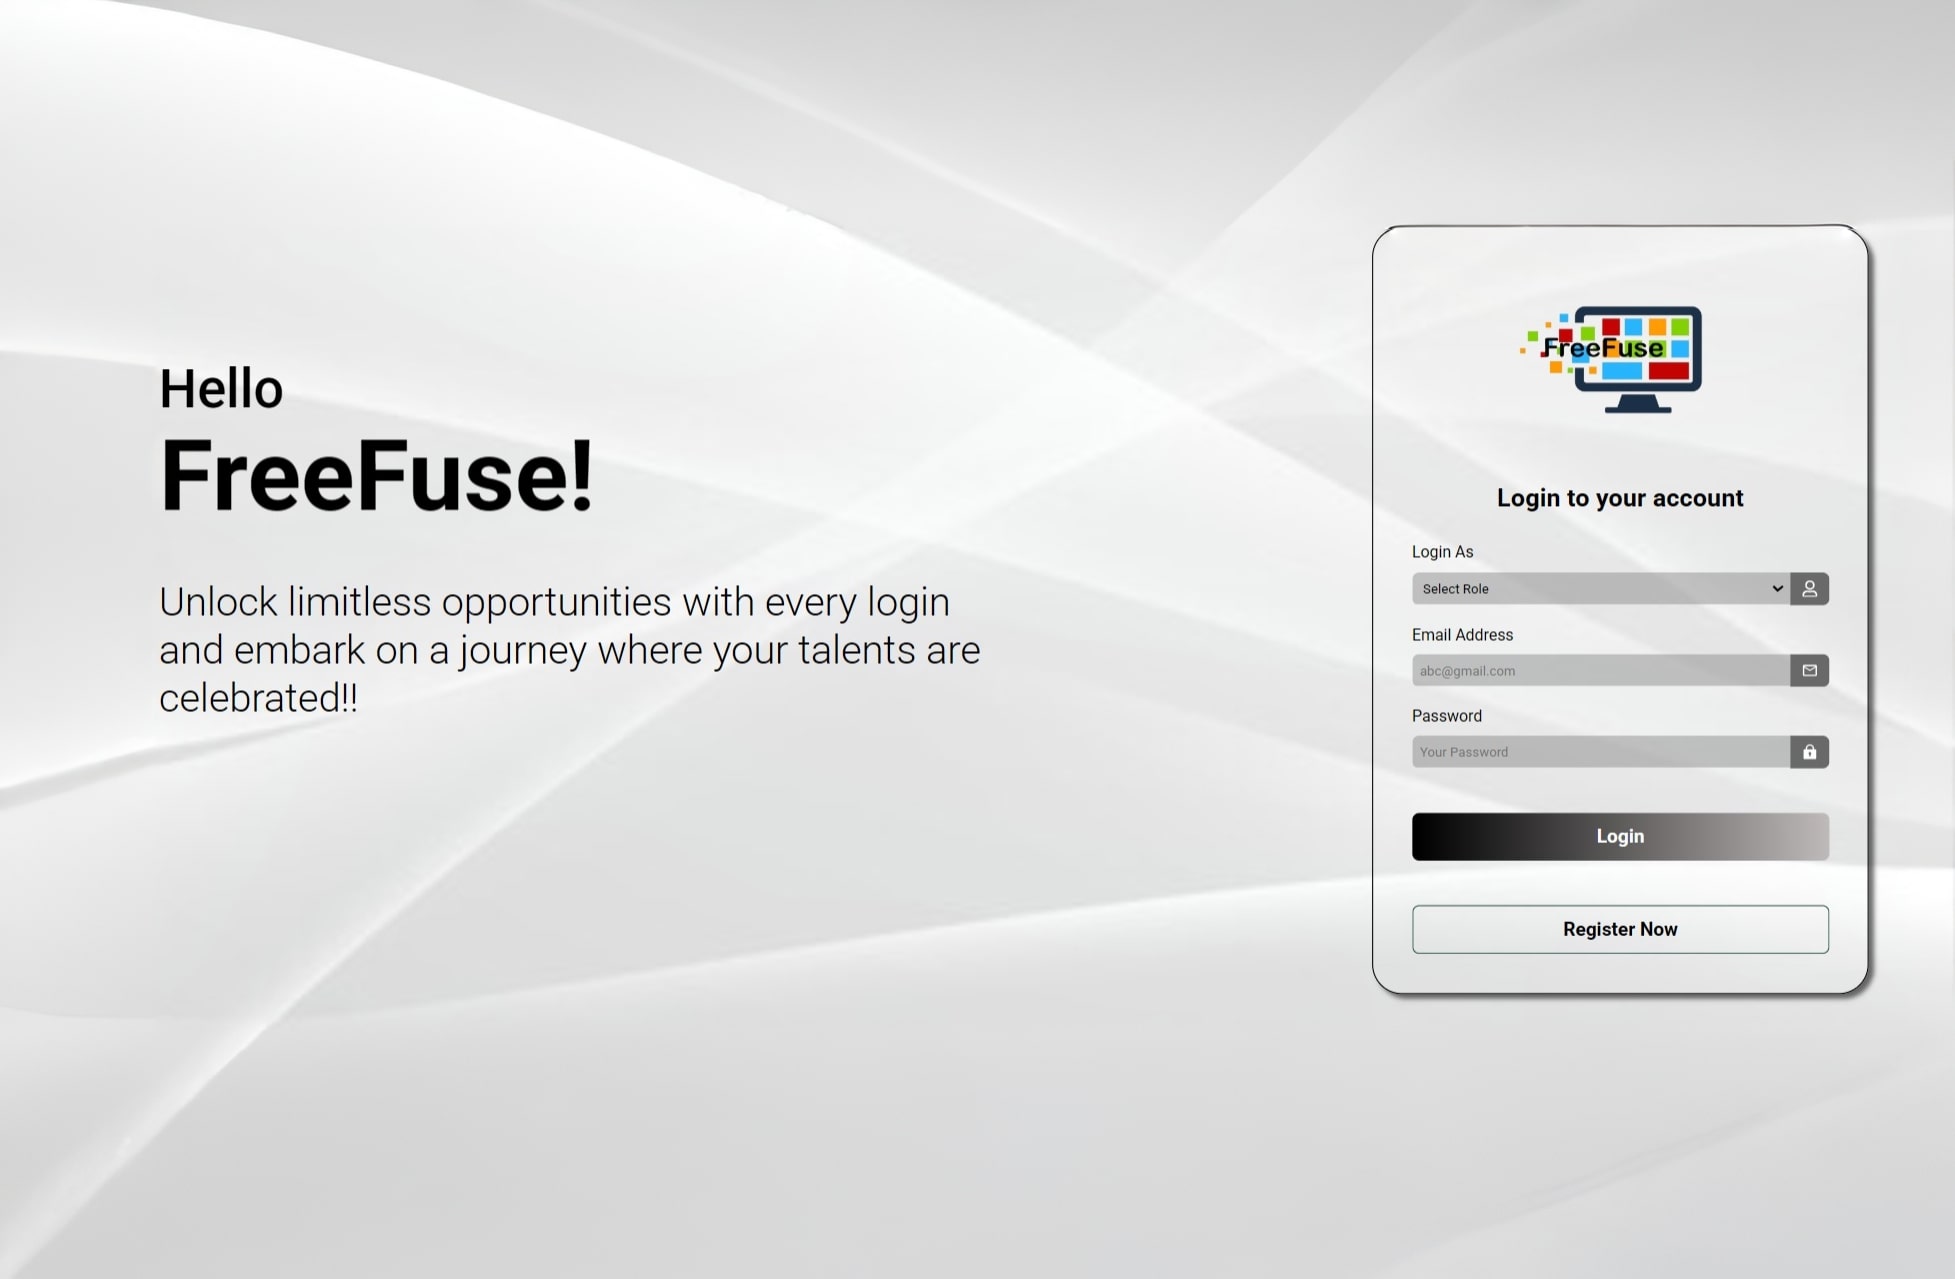 Hello
FreeFuse!
Unlock limitless opportunities with every login
and embark on a journey where your talents are
celebrated!!
FreeFuse
Login to your account
Login As
Select Role
Email Address
abc@gmail.com
Password
Your Password
Login
Register Now